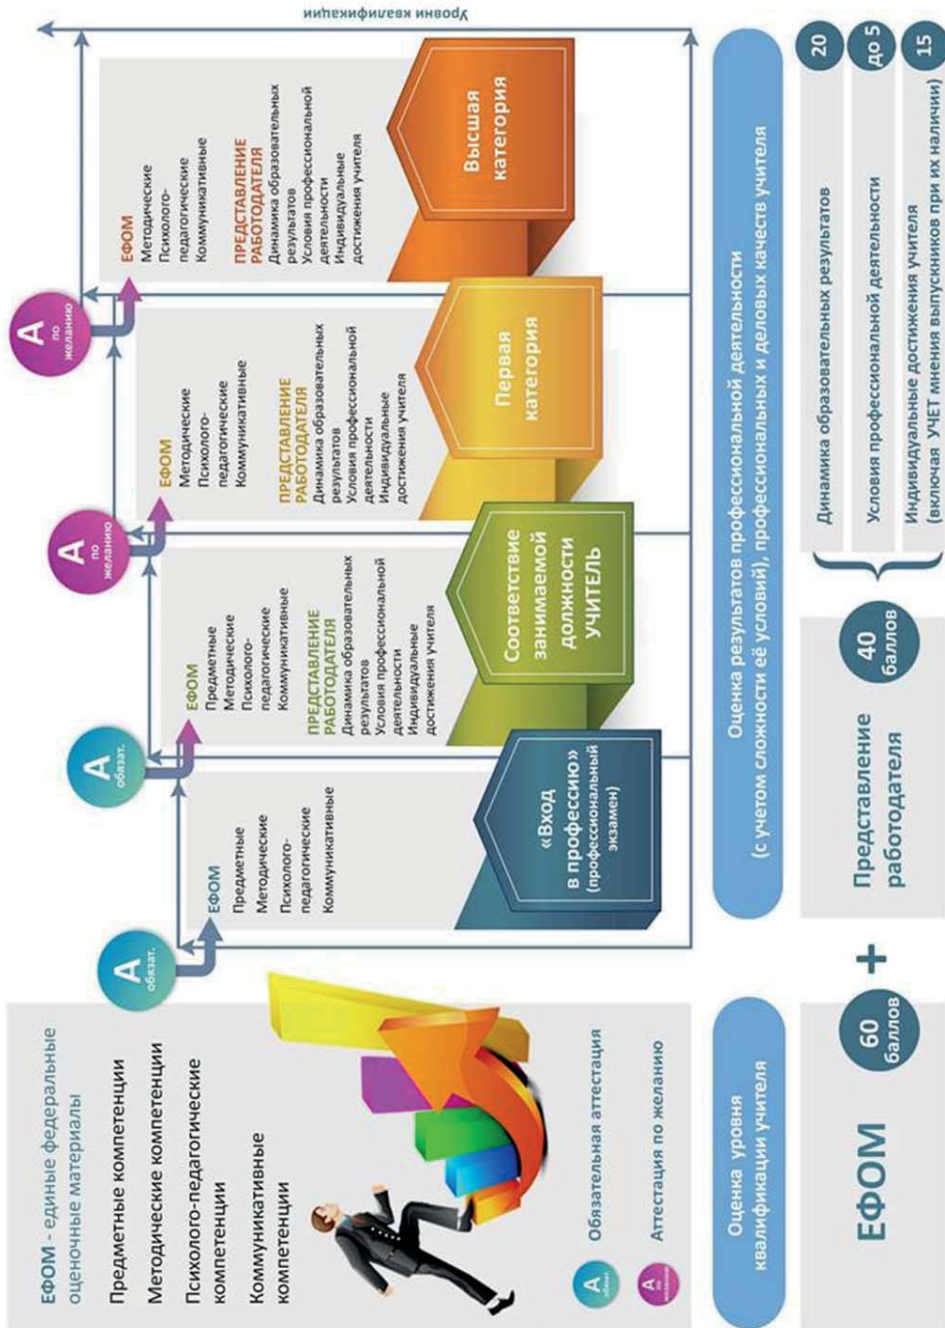 ЕФОМ - единые федеральные
оценочные материалы
Предметные компетенции
Методические компетенции
Психолого-педагогические
компетенции
Коммуникативные
компетенции
А
обязат.
Обязательная аттестация
А
по
желанию
Аттестация по желанию
А
обязат.
ЕФОМ
Предметные
Методические
Психолого-
педагогические
Коммуникативные
«Вход
в профессию»
(профессиональный
экзамен)
А
обязат.
ЕФОМ
Предметные
Методические
Психолого-
педагогические
Коммуникативные
ПРЕДСТАВЛЕНИЕ
РАБОТОДАТЕЛЯ
Динамика образовательных
результатов
Условия профессиональной
деятельности
Индивидуальные
достижения учителя
Соответствие
занимаемой
должности
УЧИТЕЛЬ
А
по
желанию
ЕФОМ
Методические
Психолого-
педагогические
Коммуникативные
ПРЕДСТАВЛЕНИЕ
РАБОТОДАТЕЛЯ
Динамика образовательных
результатов
Условия профессиональной
деятельности
Индивидуальные
достижения учителя
Первая
категория
А
по
желанию
ЕФОМ
Методические
Психолого-
педагогические
Коммуникативные
ПРЕДСТАВЛЕНИЕ
РАБОТОДАТЕЛЯ
Динамика образовательных
результатов
Условия профессиональной
деятельности
Индивидуальные
достижения учителя
Высшая
категория
Уровни квалификации
Оценка уровня
квалификации учителя
Оценка результатов профессиональной деятельности
(с учетом сложности её условий), профессиональных и деловых качеств учителя
ЕФОМ
60
баллов
+
Представление
работодателя
40
баллов
{
Динамика образовательных результатов
20
Условия профессиональной деятельности
до 5
Индивидуальные достижения учителя
(включая УЧЕТ мнения выпускников при их наличии)
15